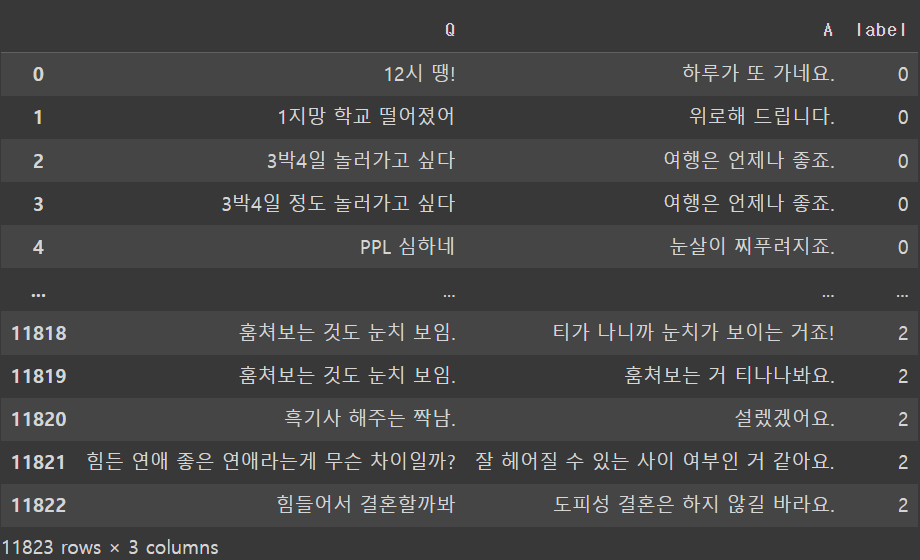 Q A label
0 12시 땡! 하루가 또 가네요. 0
1 1지망 학교 떨어졌어 위로해 드립니다. 0
2 3박4일 놀러가고 싶다 여행은 언제나 좋죠. 0
3 3박4일 정도 놀러가고 싶다 여행은 언제나 좋죠. 0
4 PPL 심하네 눈살이 찌푸려지죠. 0
... ... ... ...
11818 훔쳐보는 것도 눈치 보임. 티가 나니까 눈치가 보이는 거죠! 2
11819 훔쳐보는 것도 눈치 보임. 훔쳐보는 거 티나나봐요. 2
11820 흑기사 해주는 짝남. 설렜겠어요. 2
11821 힘든 연애 좋은 연애라는게 무슨 차이일까? 잘 헤어질 수 있는 사이 여부인 거 같아요. 2
11822 힘들어서 결혼할까봐 도피성 결혼은 하지 않길 바라요. 2
11823 rows × 3 columns